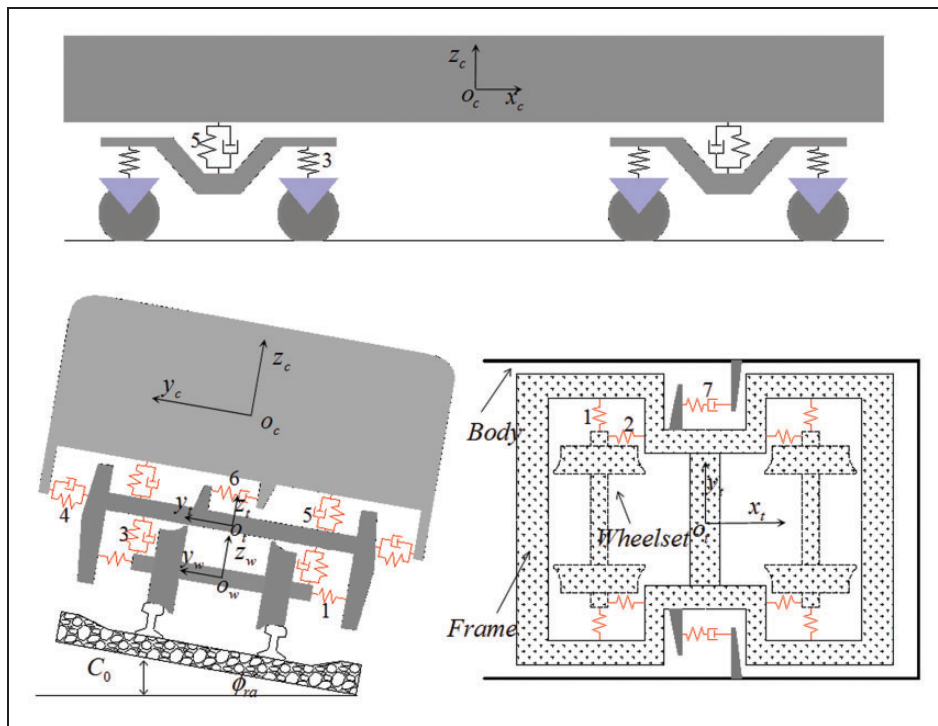 z_c
o_c
x_c
5
3
z_c
y_c
o_c
6
4
y_t
z_t
o_t
5
3
z_w
y_w
o_w
1
C_0
ϕ_ra
Body
7
1
2
y_t
o_t
x_t
Wheelset
Frame